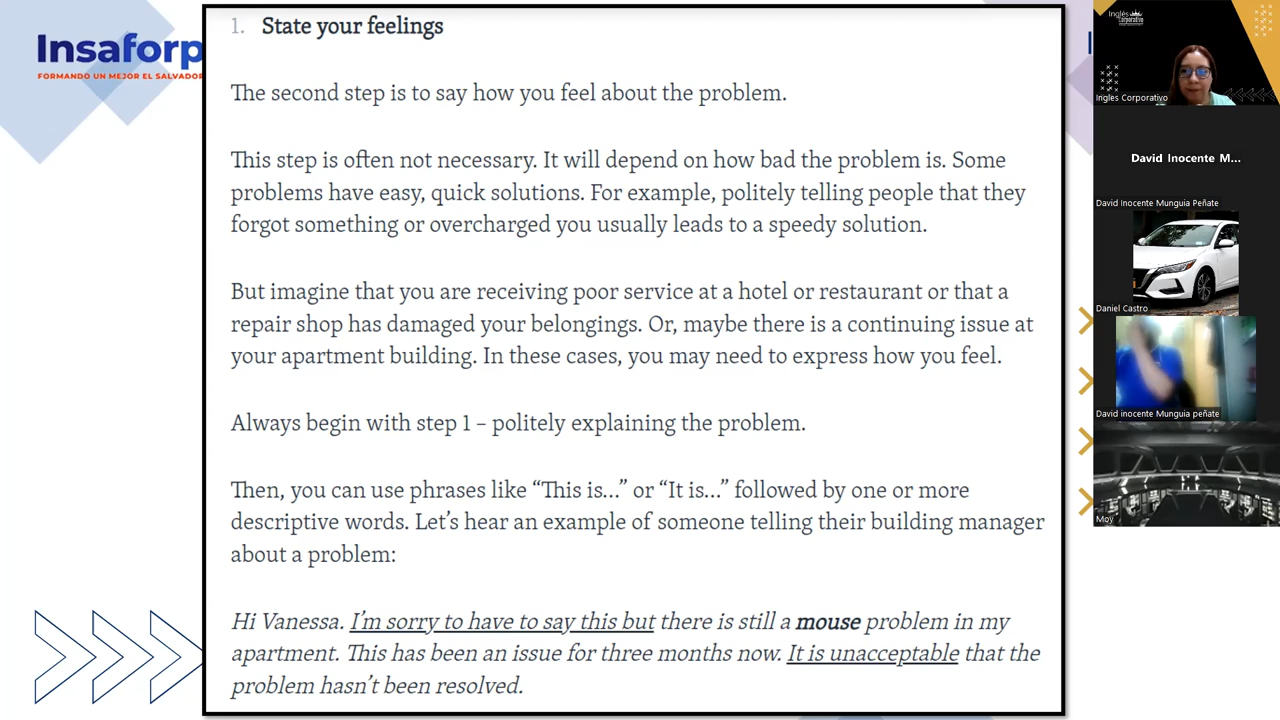 Insaforp
FORMANDO UN MEJOR EL SALVADOR
1. State your feelings
The second step is to say how you feel about the problem.
This step is often not necessary. It will depend on how bad the problem is. Some
problems have easy, quick solutions. For example, politely telling people that they
forgot something or overcharged you usually leads to a speedy solution.
But imagine that you are receiving poor service at a hotel or restaurant or that a
repair shop has damaged your belongings. Or, maybe there is a continuing issue at
your apartment building. In these cases, you may need to express how you feel.
Always begin with step 1 – politely explaining the problem.
Then, you can use phrases like “This is…” or “It is…” followed by one or more
descriptive words. Let’s hear an example of someone telling their building manager
about a problem:
Hi Vanessa. I’m sorry to have to say this but there is still a mouse problem in my
apartment. This has been an issue for three months now. It is unacceptable that the
problem hasn’t been resolved.
Inglés
Corporativo
Ingles Corporativo
David Inocente M...
David Inocente Munguia Peñate
Daniel Castro
David inocente Munguia peñate
Moy